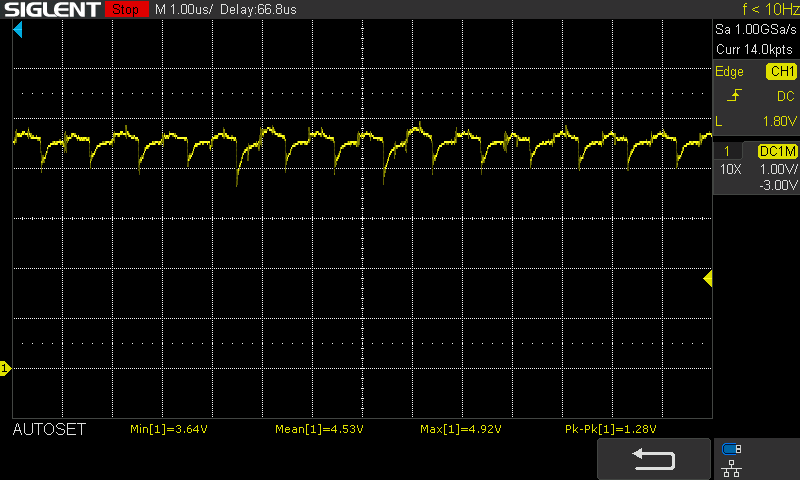 SIGLENT Stop M 1.00us/ Delay:66.8us f < 10Hz
Sa 1.00GSa/s
Curr 14.0kpts
Edge CH1
DC
L 1.80V
1 DC1M
10X 1.00V/
-3.00V
1
AUTOSET Min[1]=3.64V Mean[1]=4.53V Max[1]=4.92V Pk-Pk[1]=1.28V